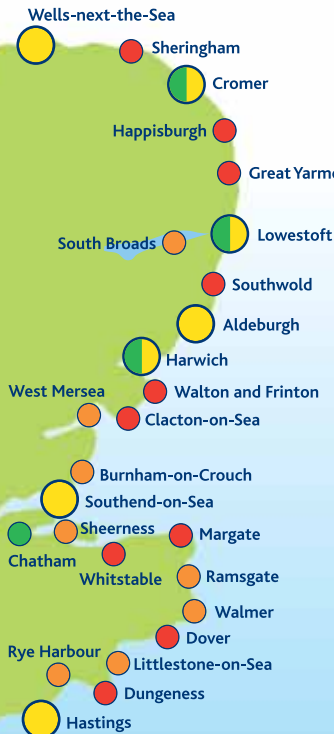 Wells-next-the-Sea
Sheringham
Cromer
Happisburgh
Great Yarm
South Broads
Lowestoft
Southwold
Aldeburgh
Harwich
West Mersea
Walton and Frinton
Clacton-on-Sea
Burnham-on-Crouch
Southend-on-Sea
Sheerness
Margate
Chatham
Whitstable
Ramsgate
Walmer
Dover
Rye Harbour
Littlestone-on-Sea
Dungeness
Hastings